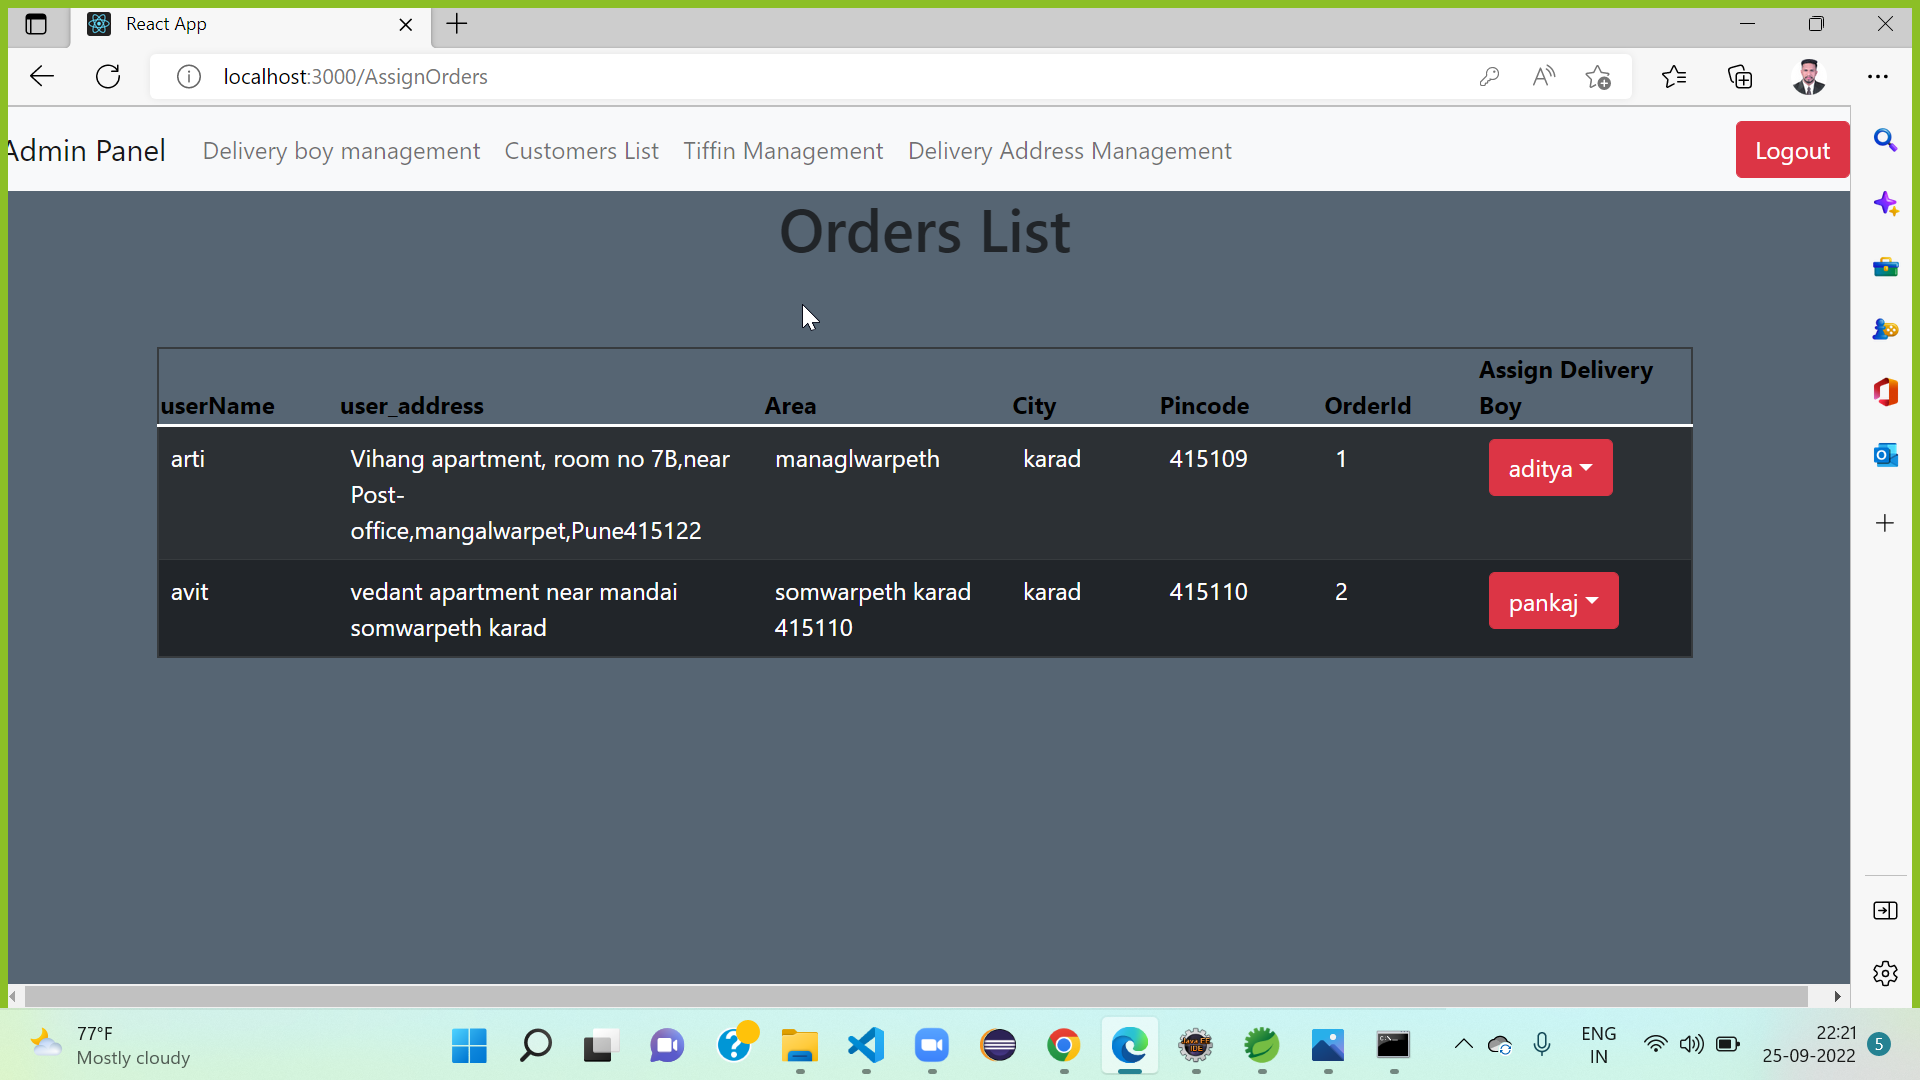 React App
localhost:3000/AssignOrders
Admin Panel Delivery boy management Customers List Tiffin Management Delivery Address Management Logout
Orders List
userName user_address Area City Pincode OrderId Assign Delivery
Boy
arti Vihang apartment, room no 7B,near managlwarpeth karad 415109 1 aditya
Post-
office,mangalwarpet,Pune415122
avit vedant apartment near mandai somwarpeth karad karad 415110 2 pankaj
somwarpeth karad 415110
77°F
Mostly cloudy
ENG
IN
22:21
25-09-2022
5